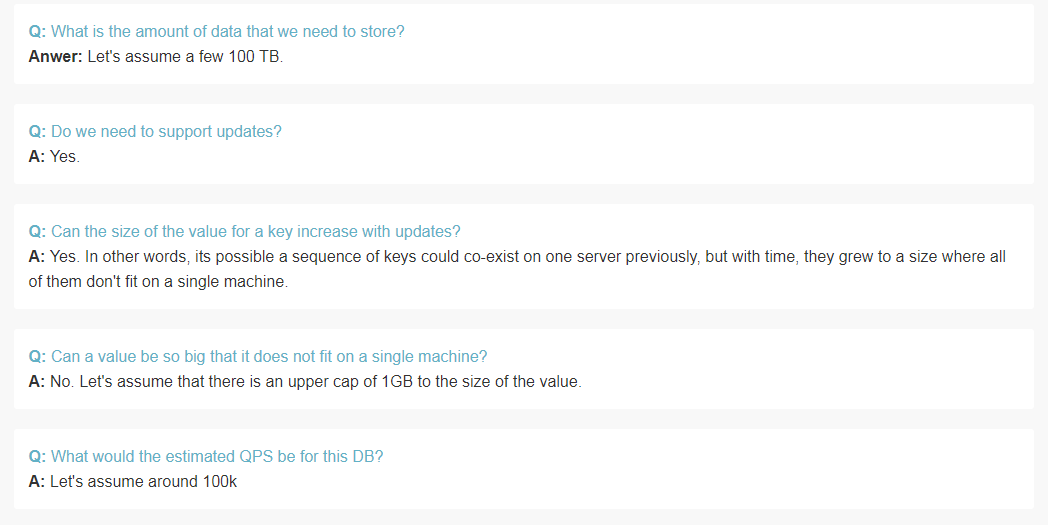 Q: What is the amount of data that we need to store?
Anwer: Let's assume a few 100 TB.
Q: Do we need to support updates?
A: Yes.
Q: Can the size of the value for a key increase with updates?
A: Yes. In other words, its possible a sequence of keys could co-exist on one server previously, but with time, they grew to a size where all
of them don't fit on a single machine.
Q: Can a value be so big that it does not fit on a single machine?
A: No. Let's assume that there is an upper cap of 1GB to the size of the value.
Q: What would the estimated QPS be for this DB?
A: Let's assume around 100k